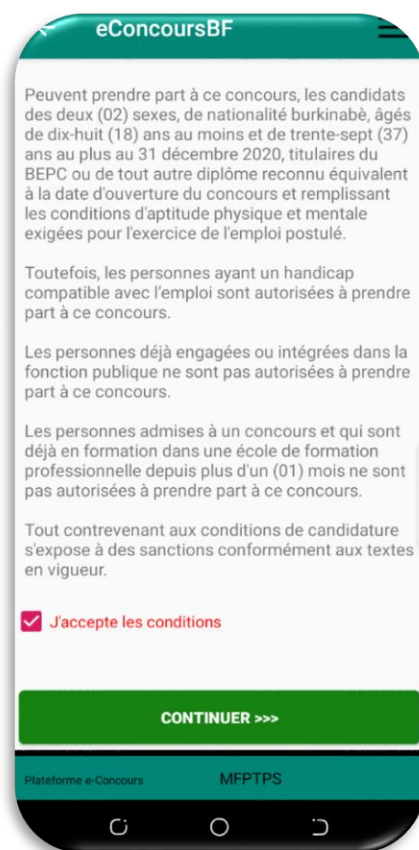 eConcoursBF
Peuvent prendre part à ce concours, les candidats
des deux (02) sexes, de nationalité burkinabè, âgés
de dix-huit (18) ans au moins et de trente-sept (37)
ans au plus au 31 décembre 2020, titulaires du
BEPC ou de tout autre diplôme reconnu équivalent
à la date d'ouverture du concours et remplissant
les conditions d'aptitude physique et mentale
exigées pour l'exercice de l'emploi postulé.
Toutefois, les personnes ayant un handicap
compatible avec l'emploi sont autorisées à prendre
part à ce concours.
Les personnes déjà engagées ou intégrées dans la
fonction publique ne sont pas autorisées à prendre
part à ce concours.
Les personnes admises à un concours et qui sont
déjà en formation dans une école de formation
professionnelle depuis plus d'un (01) mois ne sont
pas autorisées à prendre part à ce concours.
Tout contrevenant aux conditions de candidature
s'expose à des sanctions conformément aux textes
en vigueur.
J'accepte les conditions
CONTINUER >>>
Plateforme e-Concours MFPTPS